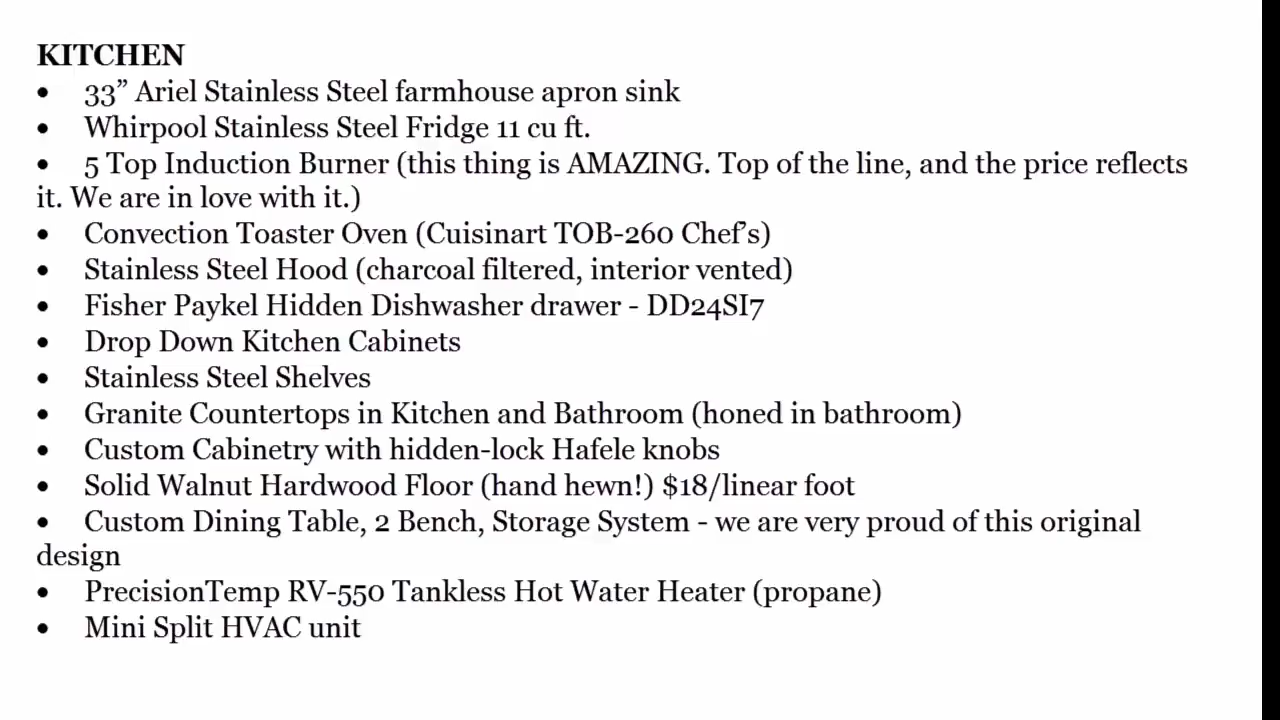 KITCHEN
• 33” Ariel Stainless Steel farmhouse apron sink
• Whirpool Stainless Steel Fridge 11 cu ft.
• 5 Top Induction Burner (this thing is AMAZING. Top of the line, and the price reflects
it. We are in love with it.)
• Convection Toaster Oven (Cuisinart TOB-260 Chef’s)
• Stainless Steel Hood (charcoal filtered, interior vented)
• Fisher Paykel Hidden Dishwasher drawer - DD24SI7
• Drop Down Kitchen Cabinets
• Stainless Steel Shelves
• Granite Countertops in Kitchen and Bathroom (honed in bathroom)
• Custom Cabinetry with hidden-lock Hafele knobs
• Solid Walnut Hardwood Floor (hand hewn!) $18/linear foot
• Custom Dining Table, 2 Bench, Storage System - we are very proud of this original
design
• PrecisionTemp RV-550 Tankless Hot Water Heater (propane)
• Mini Split HVAC unit